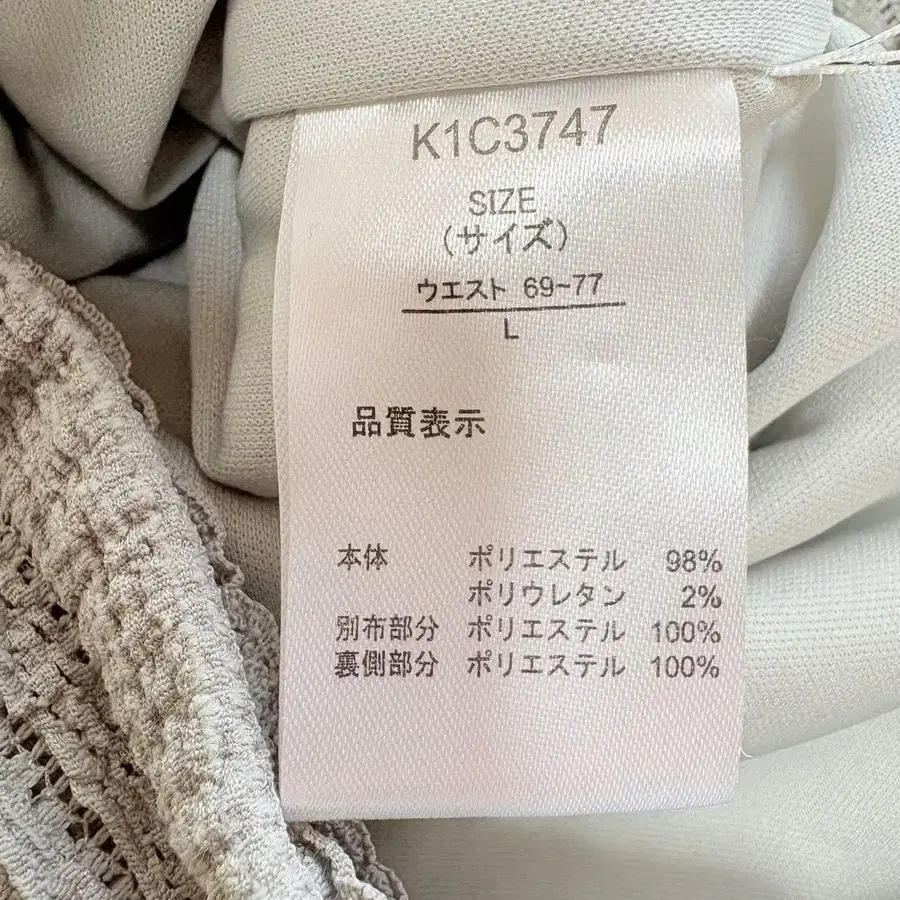 K1C3747
SIZE
(サイズ)
ウエスト 69~77
L
品質表示
本体 ポリエステル 98%
ポリウレタン 2%
別布部分 ポリエステル 100%
裏側部分 ポリエステル 100%